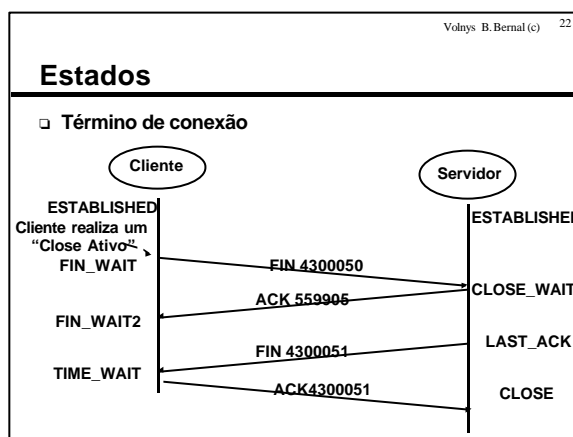 Volnys B. Bernal (c) 22
Estados
❑ Término de conexão
Cliente
Servidor
ESTABLISHED
ESTABLISHED
Cliente realiza um
“Close Ativo”
FIN_WAIT
FIN 4300050
CLOSE_WAIT
ACK 559905
FIN_WAIT2
LAST_ACK
FIN 4300051
TIME_WAIT
ACK4300051
CLOSE